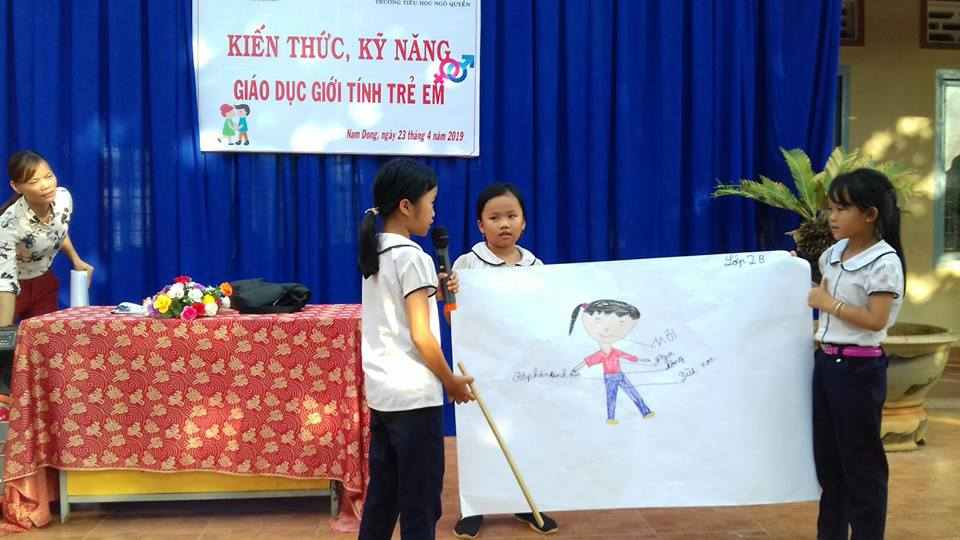 TRƯỜNG TIỂU HỌC NGÔ QUYỀN
KIẾN THỨC, KỸ NĂNG
GIÁO DỤC GIỚI TÍNH TRẺ EM
Nam Dong, ngày 23 tháng 4 năm 2019
Lớp 2B
MÔI